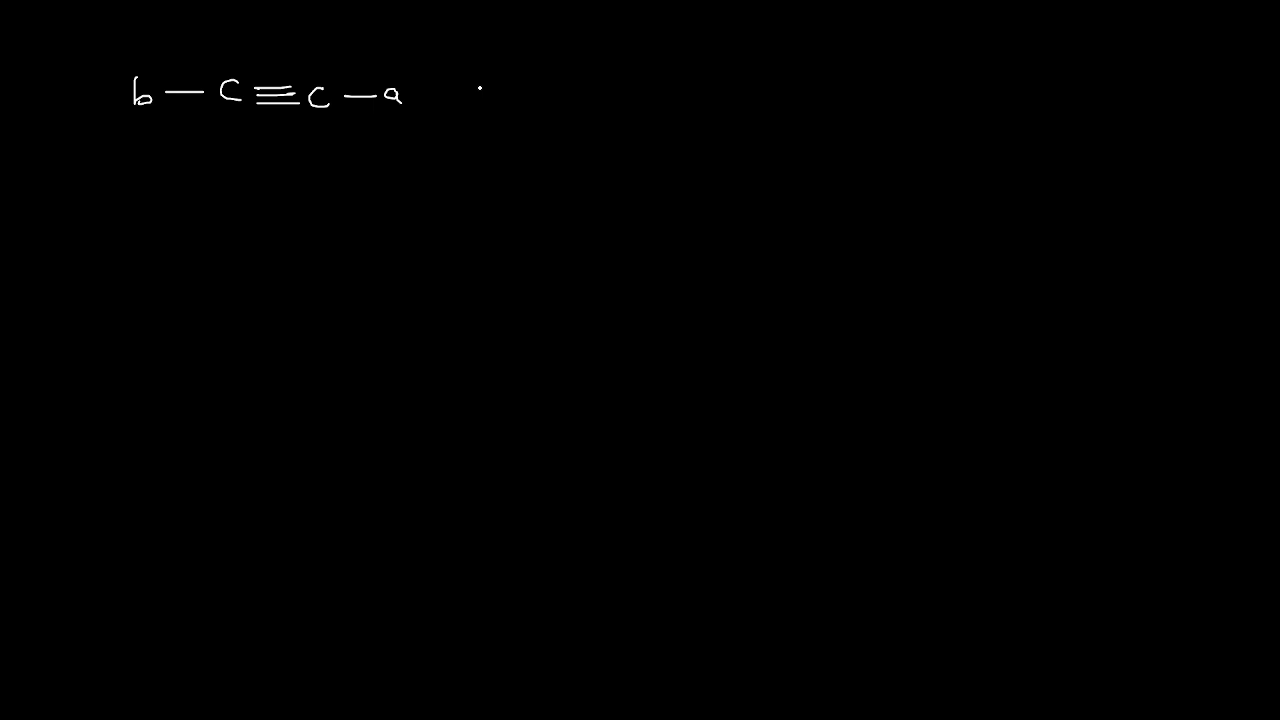 b — C ≡ C — a